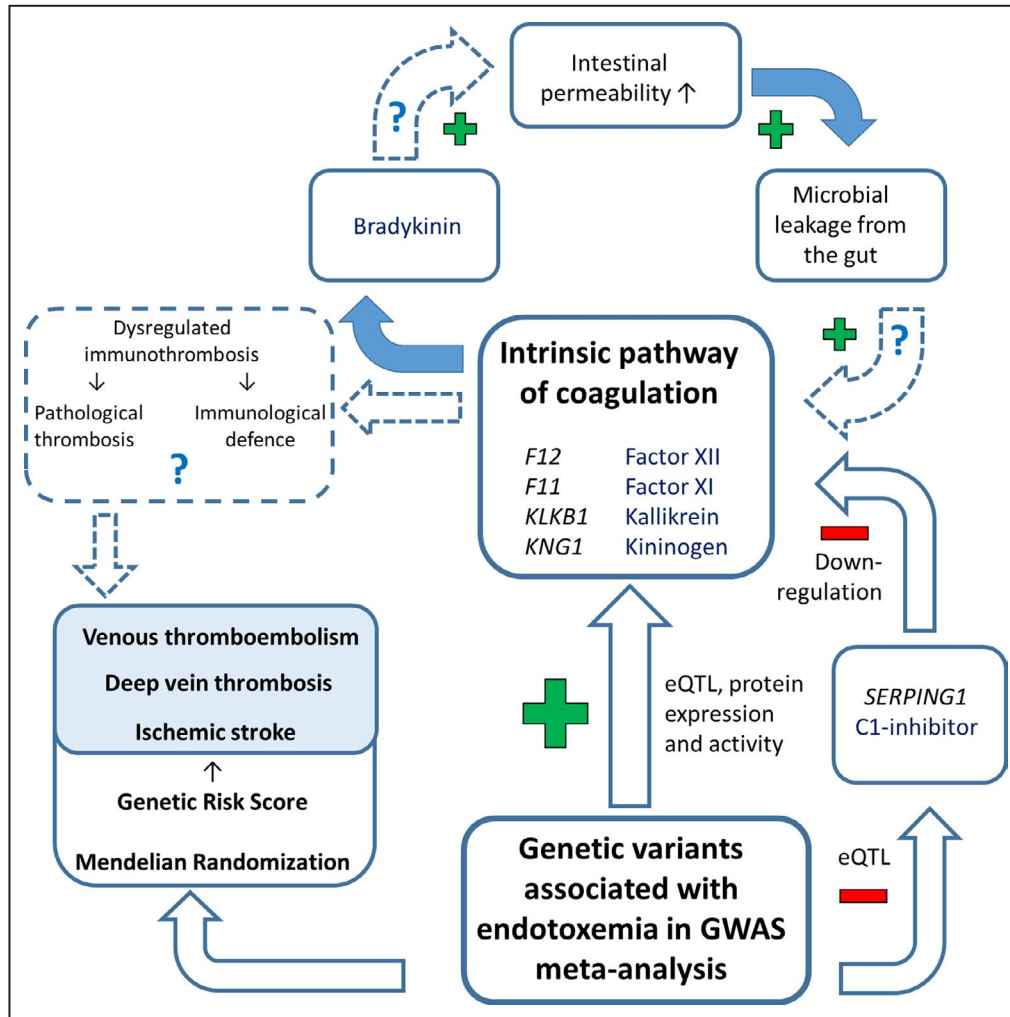 Intestinal
permeability ↑
?
Bradykinin
Microbial
leakage from
the gut
?
Dysregulated
immunothrombosis
↓ ↓
Pathological Immunological
thrombosis defence
?
Intrinsic pathway
of coagulation
F12 Factor XII
F11 Factor XI
KLKB1 Kallikrein
KNG1 Kininogen
Down-
regulation
Venous thromboembolism
Deep vein thrombosis
Ischemic stroke
↑
Genetic Risk Score
Mendelian Randomization
eQTL, protein
expression
and activity
SERPING1
C1-inhibitor
Genetic variants
associated with
endotoxemia in GWAS
meta-analysis
eQTL